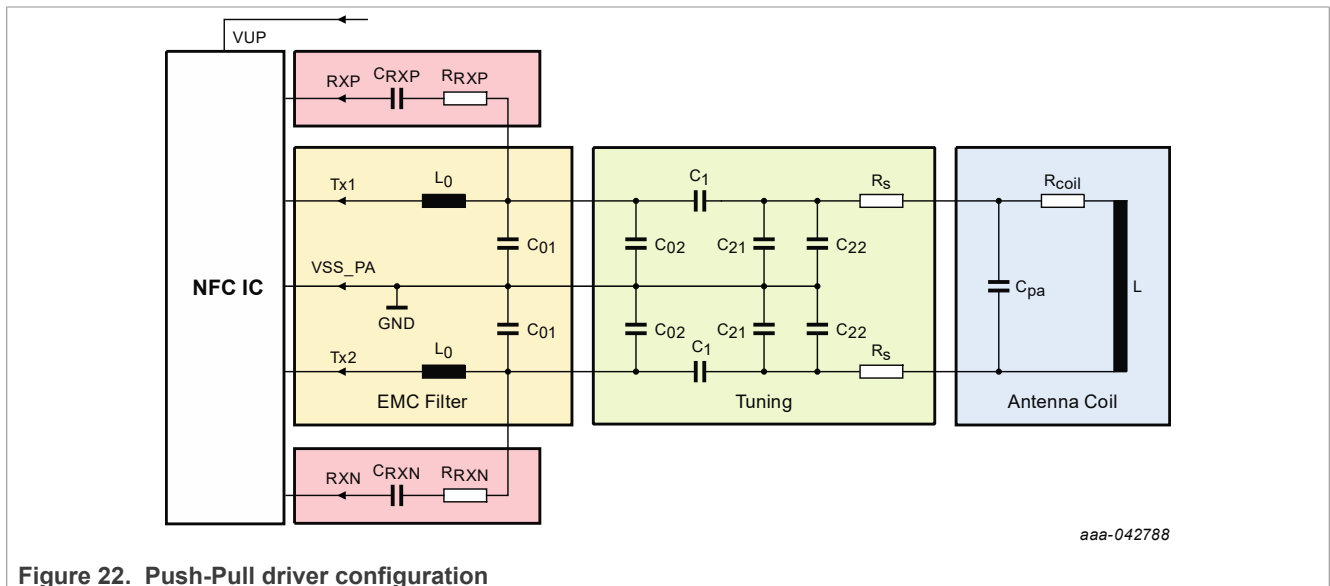 VUP
RXP
CRXP
RRXP
Tx1
L0
C1
Rs
Rcoil
C01
C02
C21
C22
VSS_PA
NFC IC
GND
Cpa
L
C01
C02
C21
C22
Tx2
L0
C1
Rs
EMC Filter
Tuning
Antenna Coil
RXN
CRXN
RRXN
aaa-042788
Figure 22. Push-Pull driver configuration